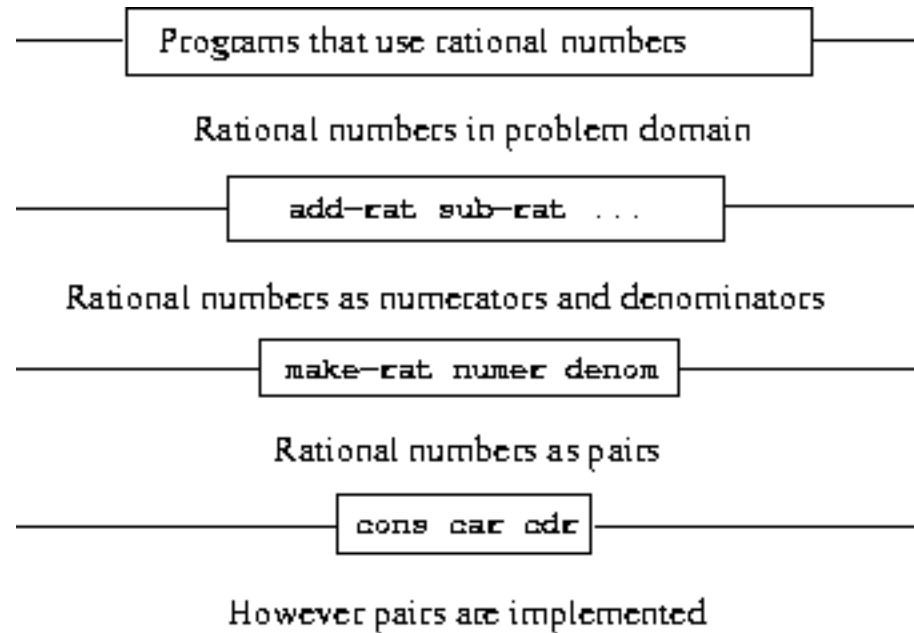 Programs that use rational numbers
Rational numbers in problem domain
add-rat sub-rat ...
Rational numbers as numerators and denominators
make-rat numer denom
Rational numbers as pairs
cons car cdr
However pairs are implemented